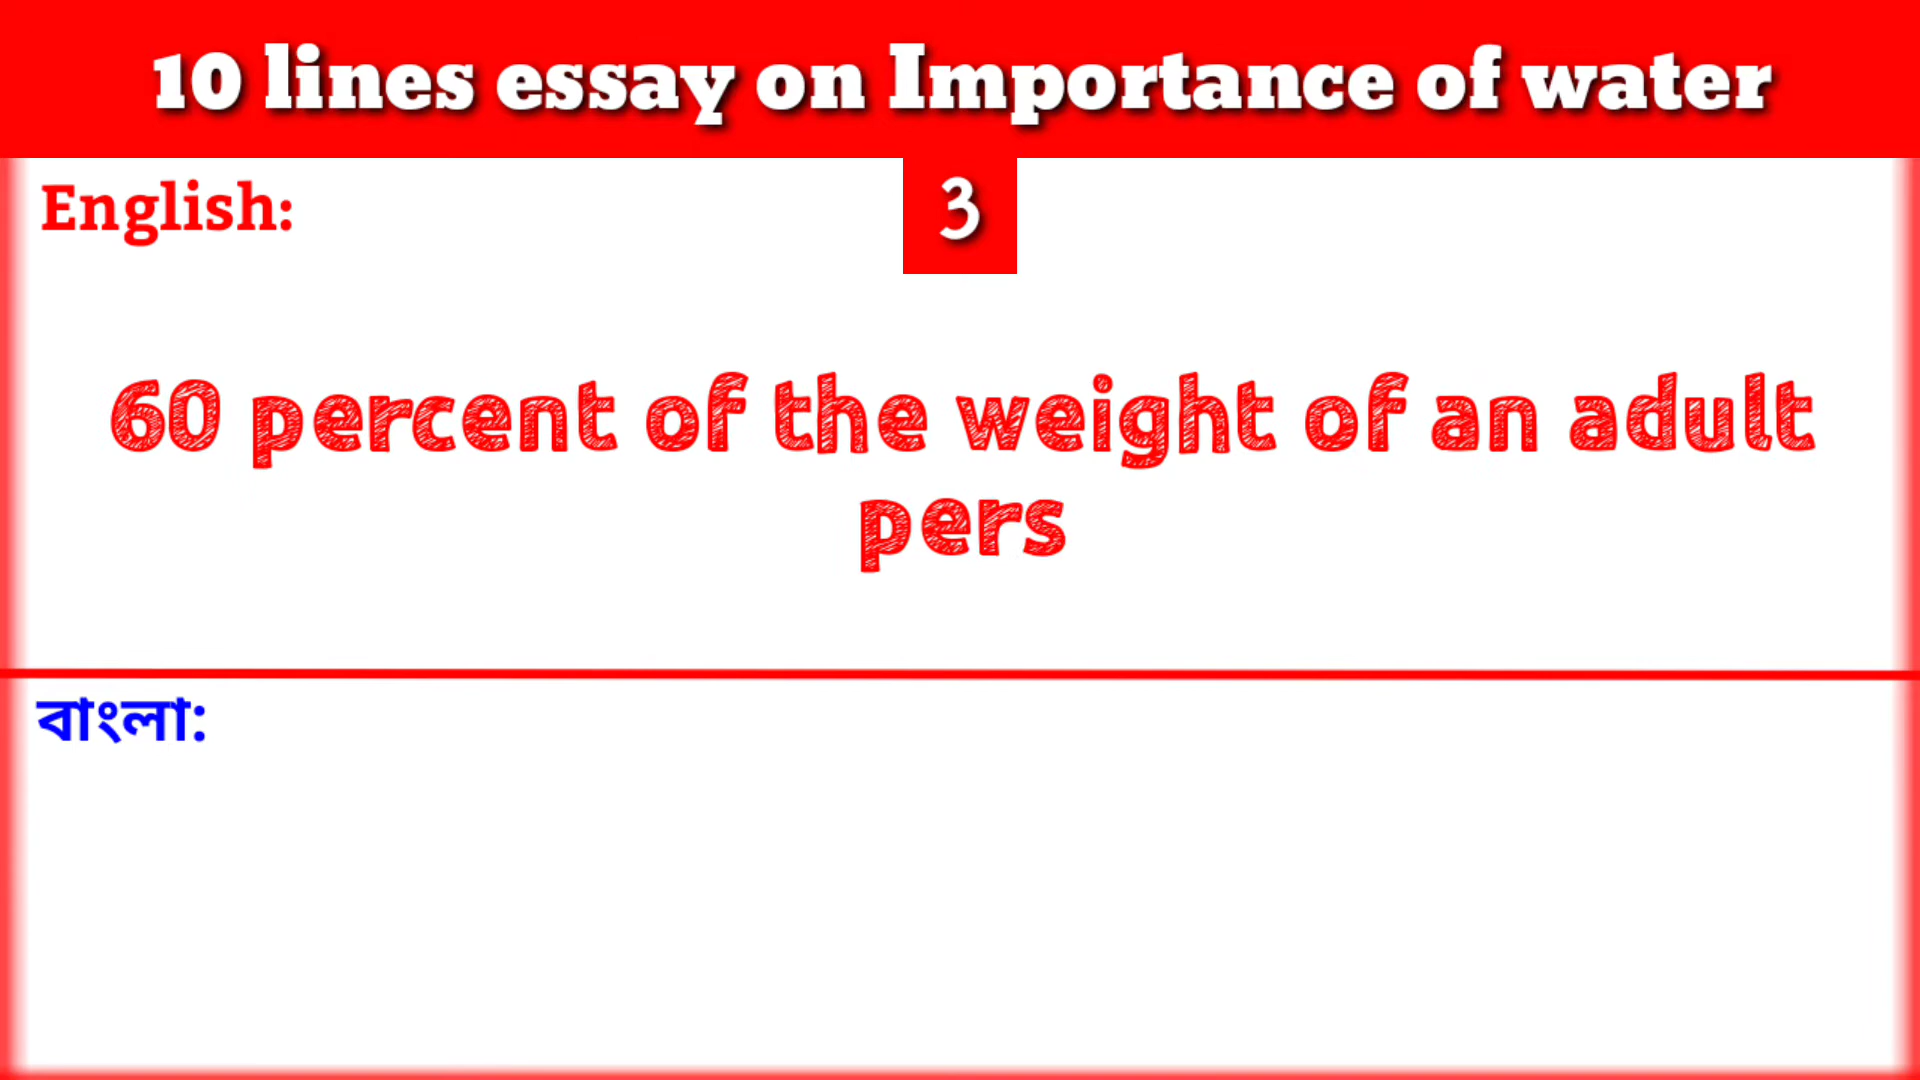 10 lines essay on Importance of water
English:
3
60 percent of the weight of an adult
pers
বাংলা: